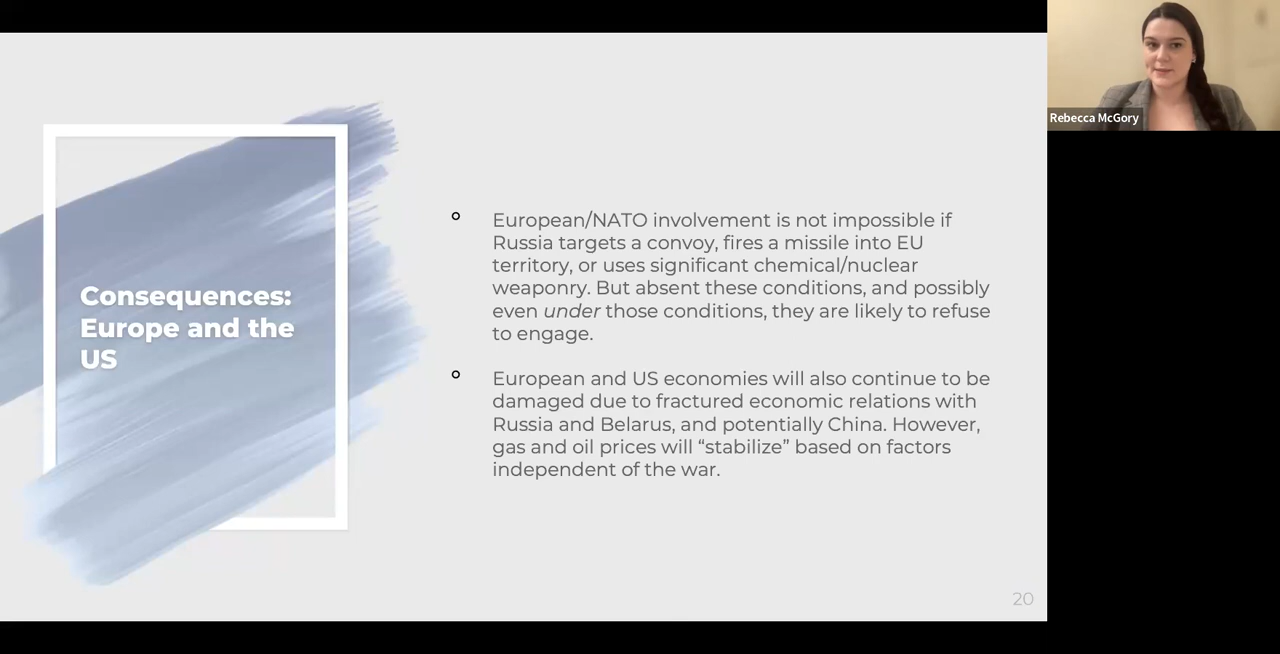 Consequences:
Europe and the
US
European/NATO involvement is not impossible if
Russia targets a convoy, fires a missile into EU
territory, or uses significant chemical/nuclear
weaponry. But absent these conditions, and possibly
even under those conditions, they are likely to refuse
to engage.
European and US economies will also continue to be
damaged due to fractured economic relations with
Russia and Belarus, and potentially China. However,
gas and oil prices will “stabilize” based on factors
independent of the war.
20
Rebecca McGory